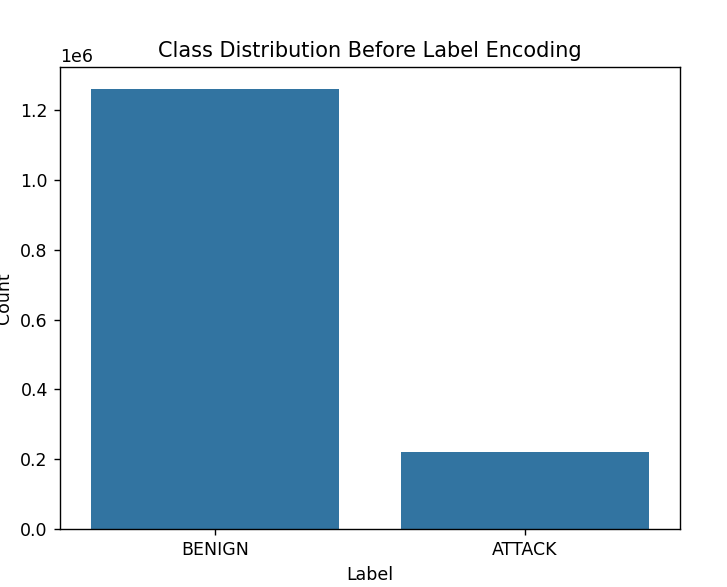 Class Distribution Before Label Encoding
1e6
1.2
1.0
0.8
0.6
0.4
0.2
0.0
Count
BENIGN ATTACK
Label